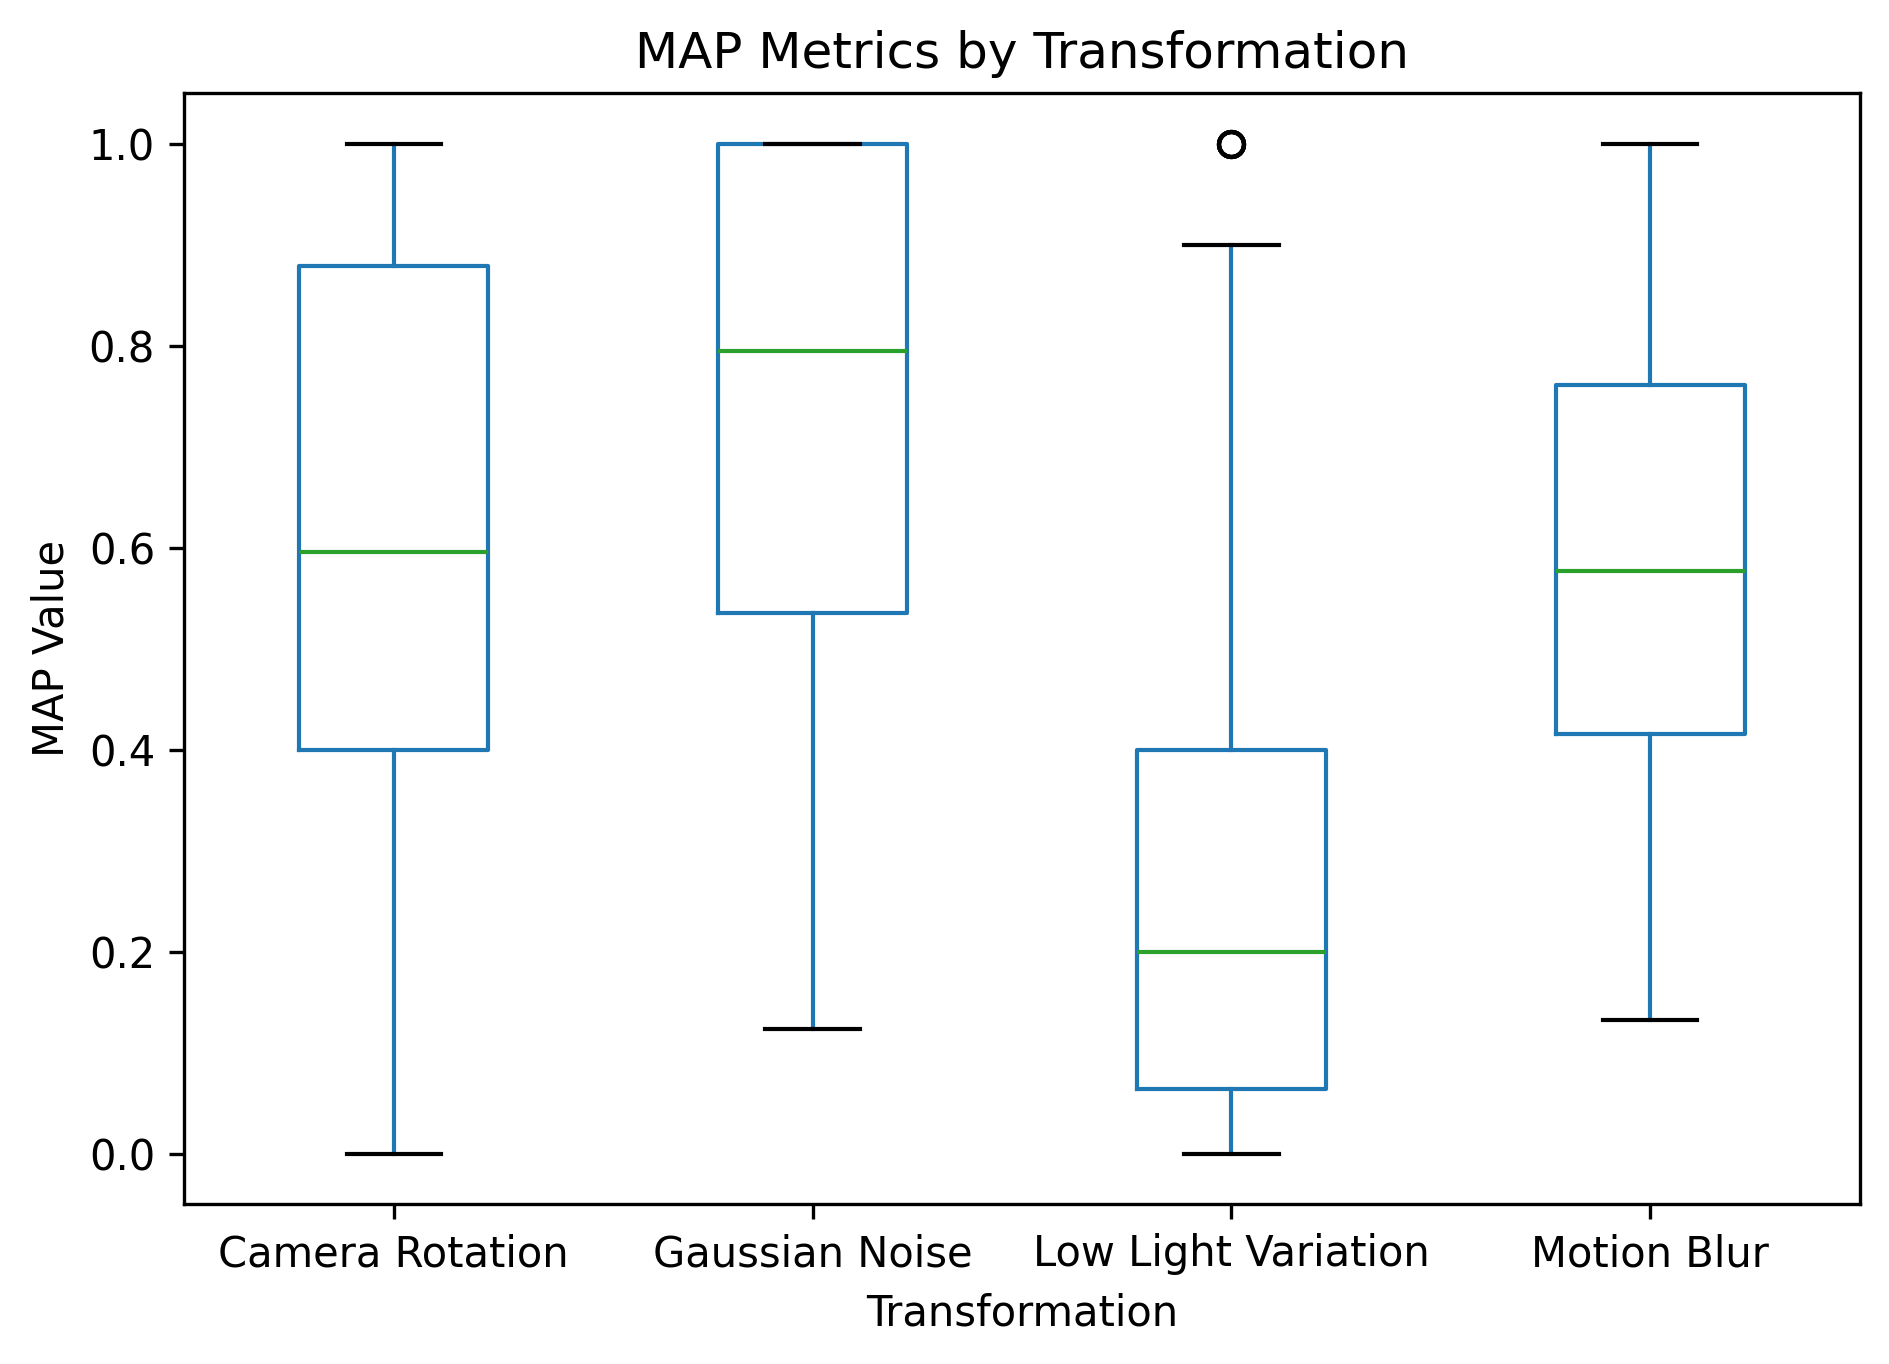 MAP Metrics by Transformation
1.0
0.8
0.6
0.4
0.2
0.0
MAP Value
Camera Rotation
Gaussian Noise
Low Light Variation
Motion Blur
Transformation